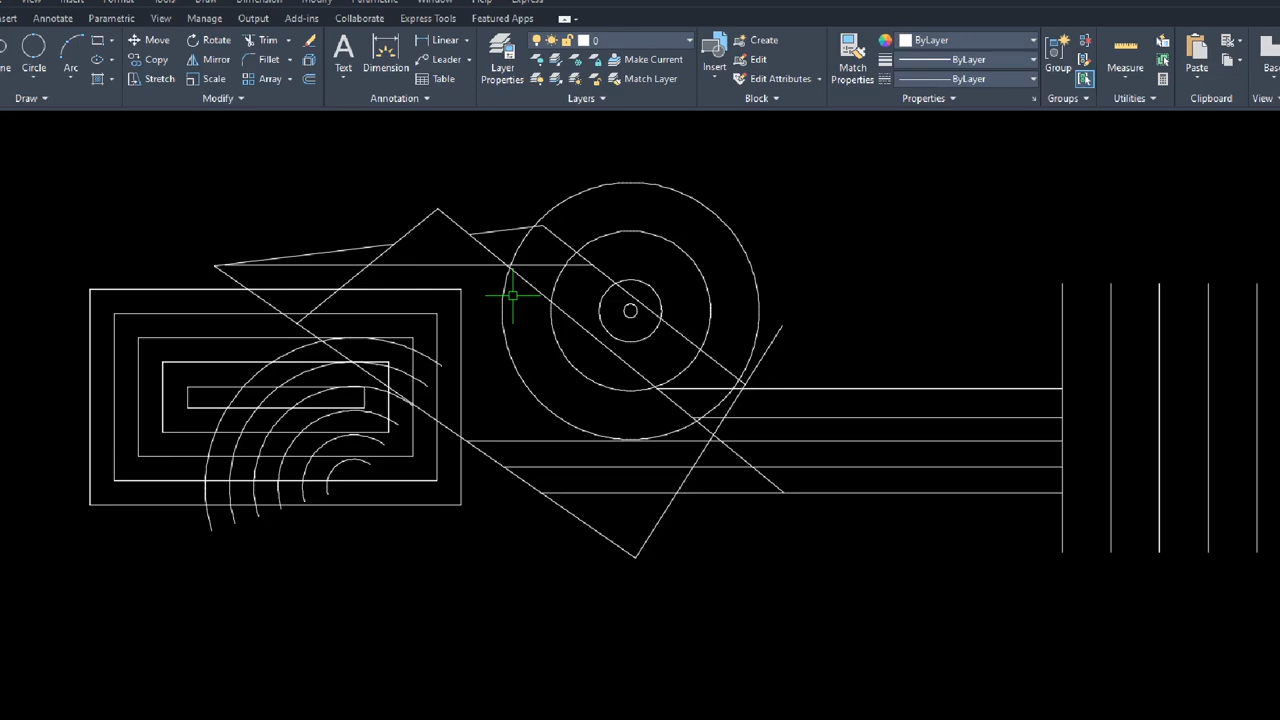 nsert Annotate Parametric View Manage Output Add-ins Collaborate Express Tools Featured Apps
Move Rotate Trim Linear 0 Create ByLayer
Copy Mirror Fillet Leader Make Current Edit ByLayer
Stretch Scale Array Table Match Layer Edit Attributes ByLayer
ne Circle Arc Text Dimension Layer Properties Insert Match Properties Group Measure Paste Base
Draw Modify Annotation Layers Block Properties Groups Utilities Clipboard View